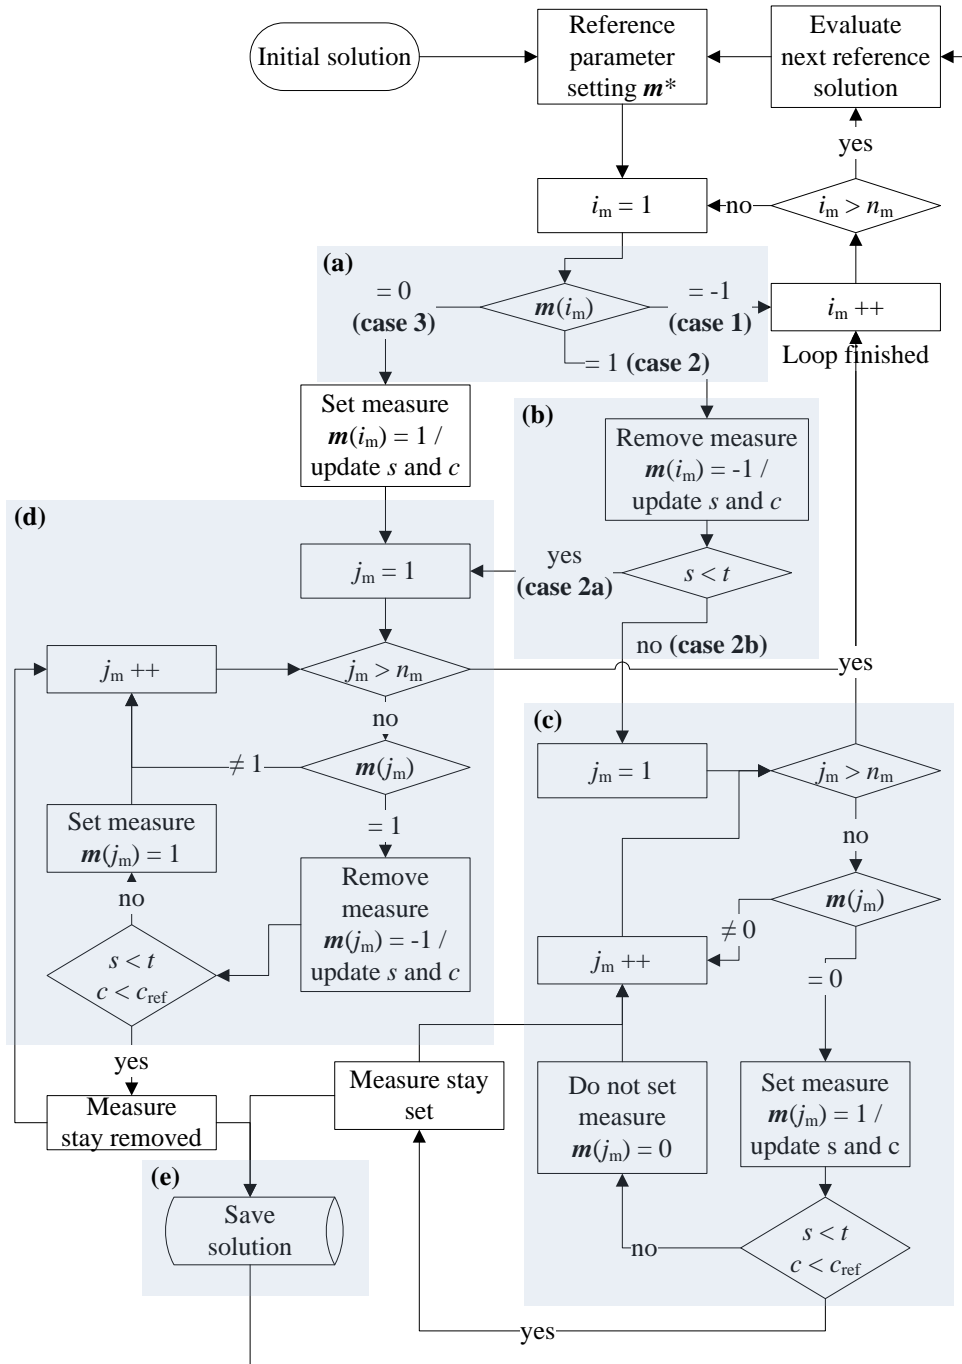 Initial solution
Reference
parameter
setting m*
Evaluate
next reference
solution
yes
im = 1
no
im > nm
(a)
= 0
(case 3)
m(im)
= -1
(case 1)
im ++
= 1 (case 2)
Loop finished
Set measure
m(im) = 1 /
update s and c
(b)
Remove measure
m(im) = -1 /
update s and c
(d)
jm = 1
yes
(case 2a)
s < t
no (case 2b)
jm ++
jm > nm
yes
no
(c)
≠ 1
m(jm)
jm = 1
jm > nm
= 1
no
Set measure
m(jm) = 1
Remove
measure
m(jm) = -1 /
update s and c
m(jm)
no
≠ 0
jm ++
= 0
s < t
c < cref
yes
Measure
stay removed
Measure stay
set
Do not set
measure
m(jm) = 0
Set measure
m(jm) = 1 /
update s and c
(e)
Save
solution
no
s < t
c < cref
yes